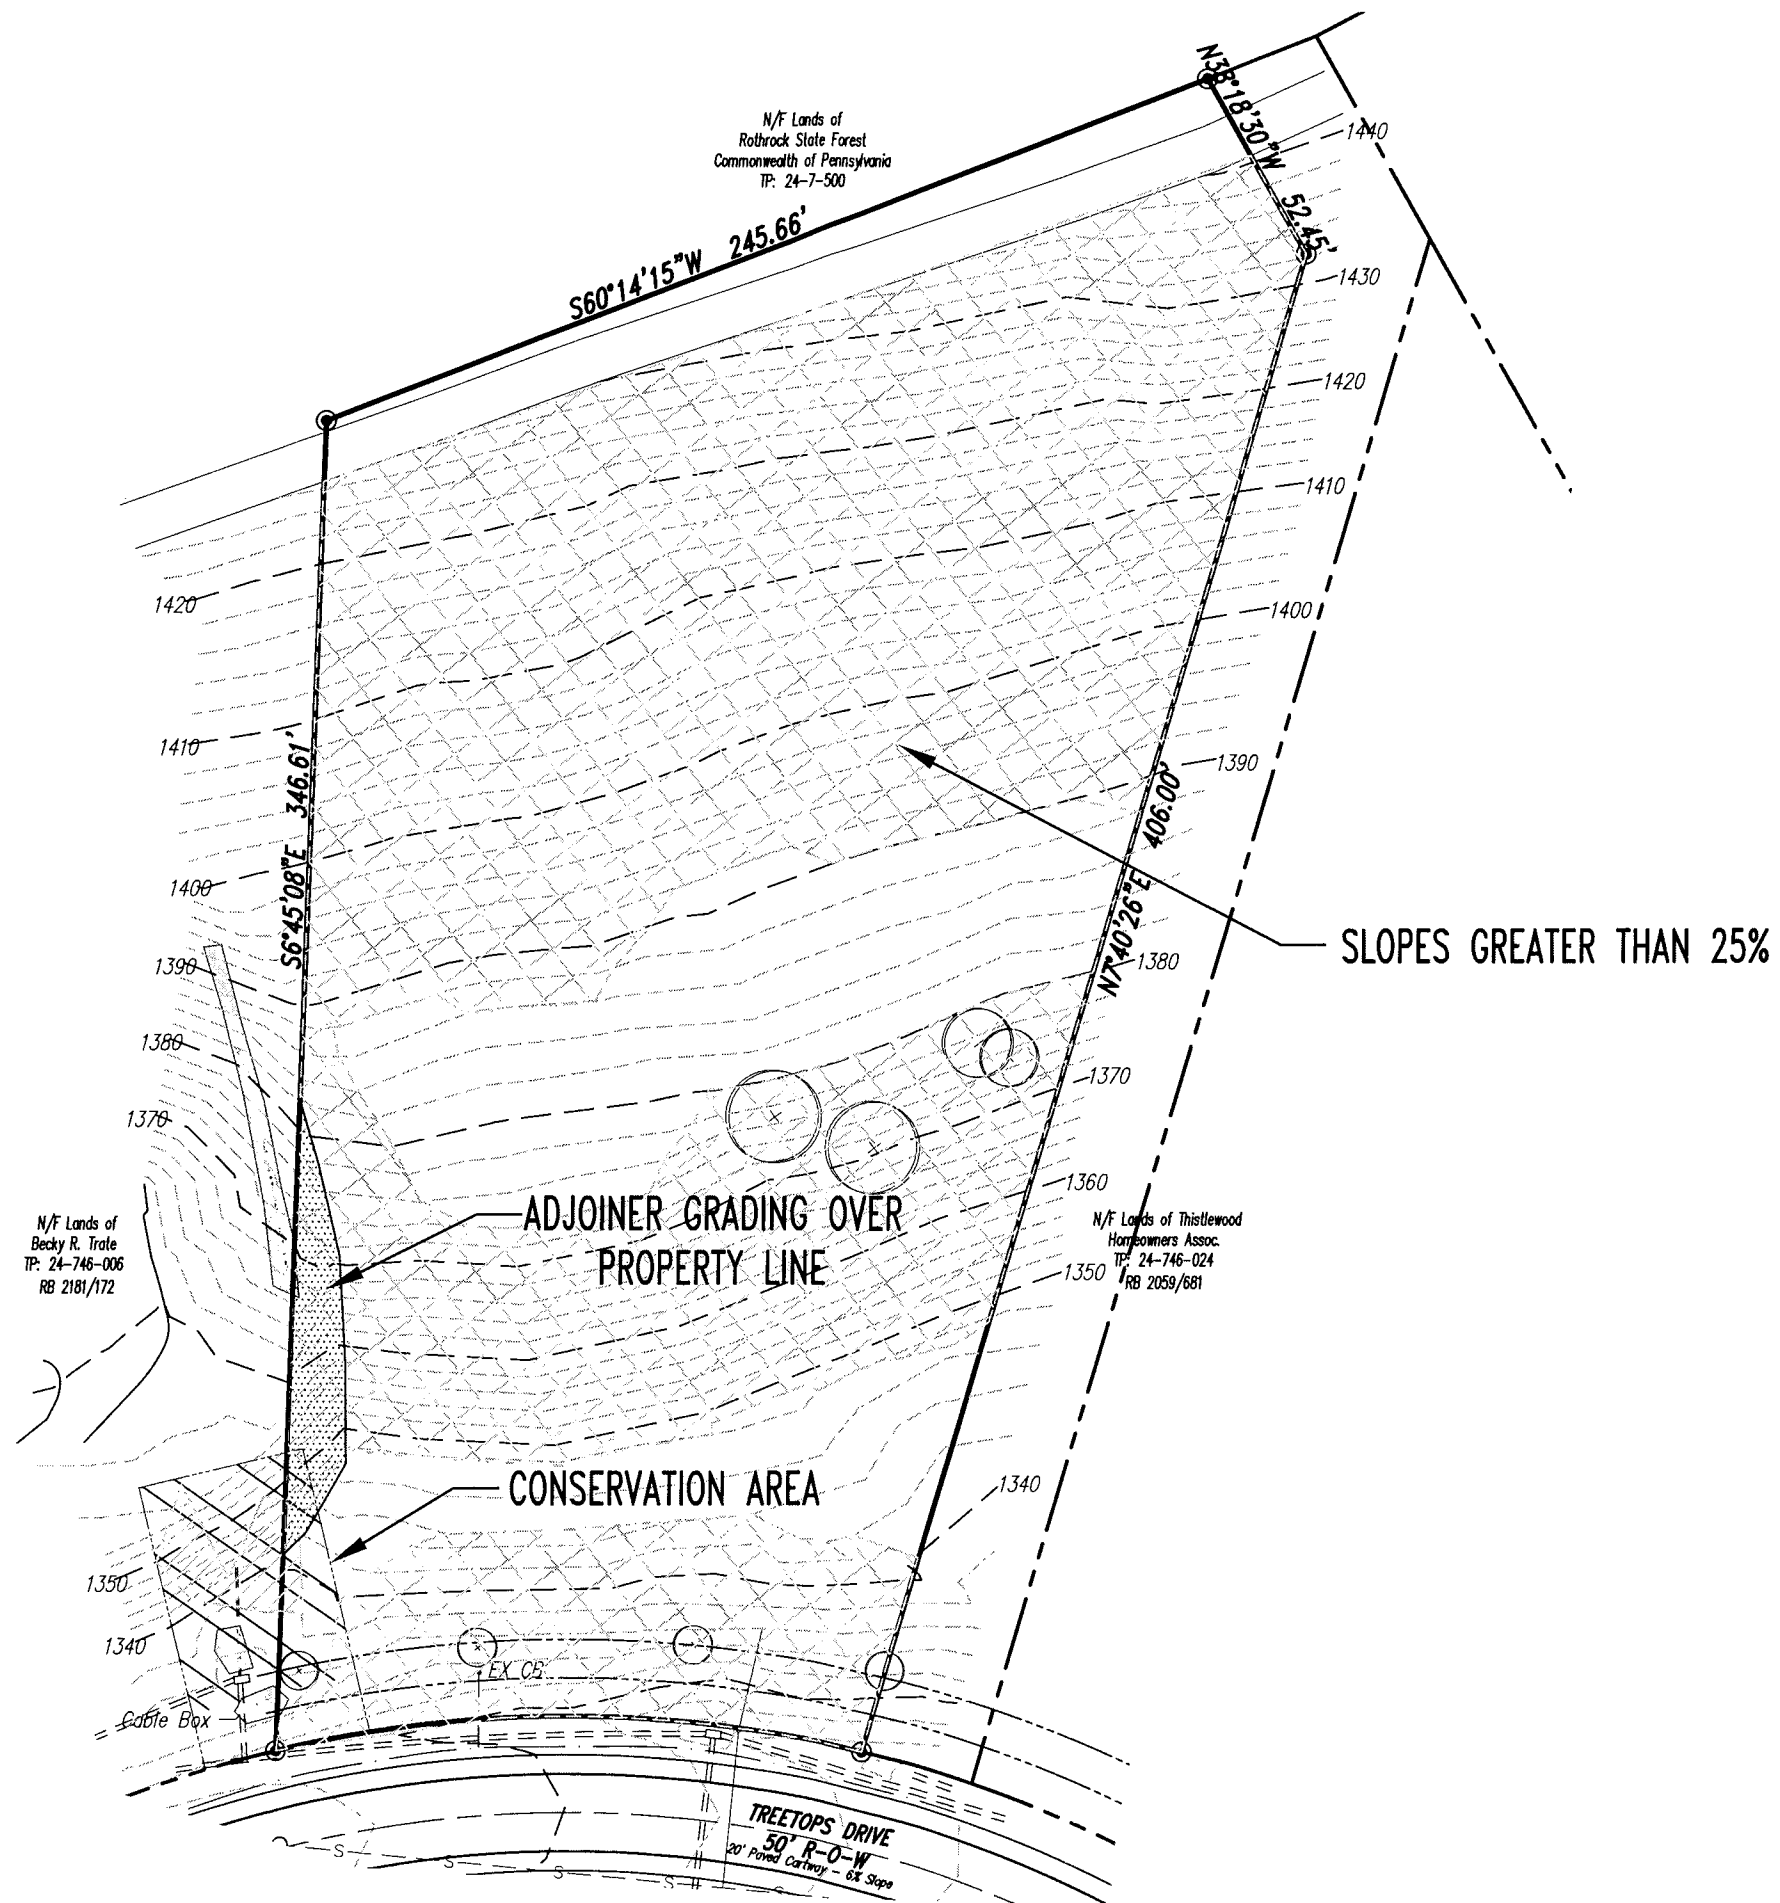 N38°18'30"W 52.45'
N/F Lands of
Rothrock State Forest
Commonwealth of Pennsylvania
TP: 24-7-500
1440
S60°14'15"W 245.66'
1430
1420
1410
1420
1400
1410
S6°45'08"E 346.61'
1390
N7°40'26"E 406.00'
1400
SLOPES GREATER THAN 25%
1390
1380
1380
1370
1370
1360
ADJOINER GRADING OVER
PROPERTY LINE
N/F Lands of
Becky R. Trate
TP: 24-746-006
RB 2181/172
N/F Lands of Thistlewood
Homeowners Assoc.
TP: 24-746-024
RB 2059/681
1350
CONSERVATION AREA
1340
1350
1340
EX CB
Cable Box
TREETOPS DRIVE
50' R-O-W
20' Paved Cartway - 6% Slope
S
S
S
S
S